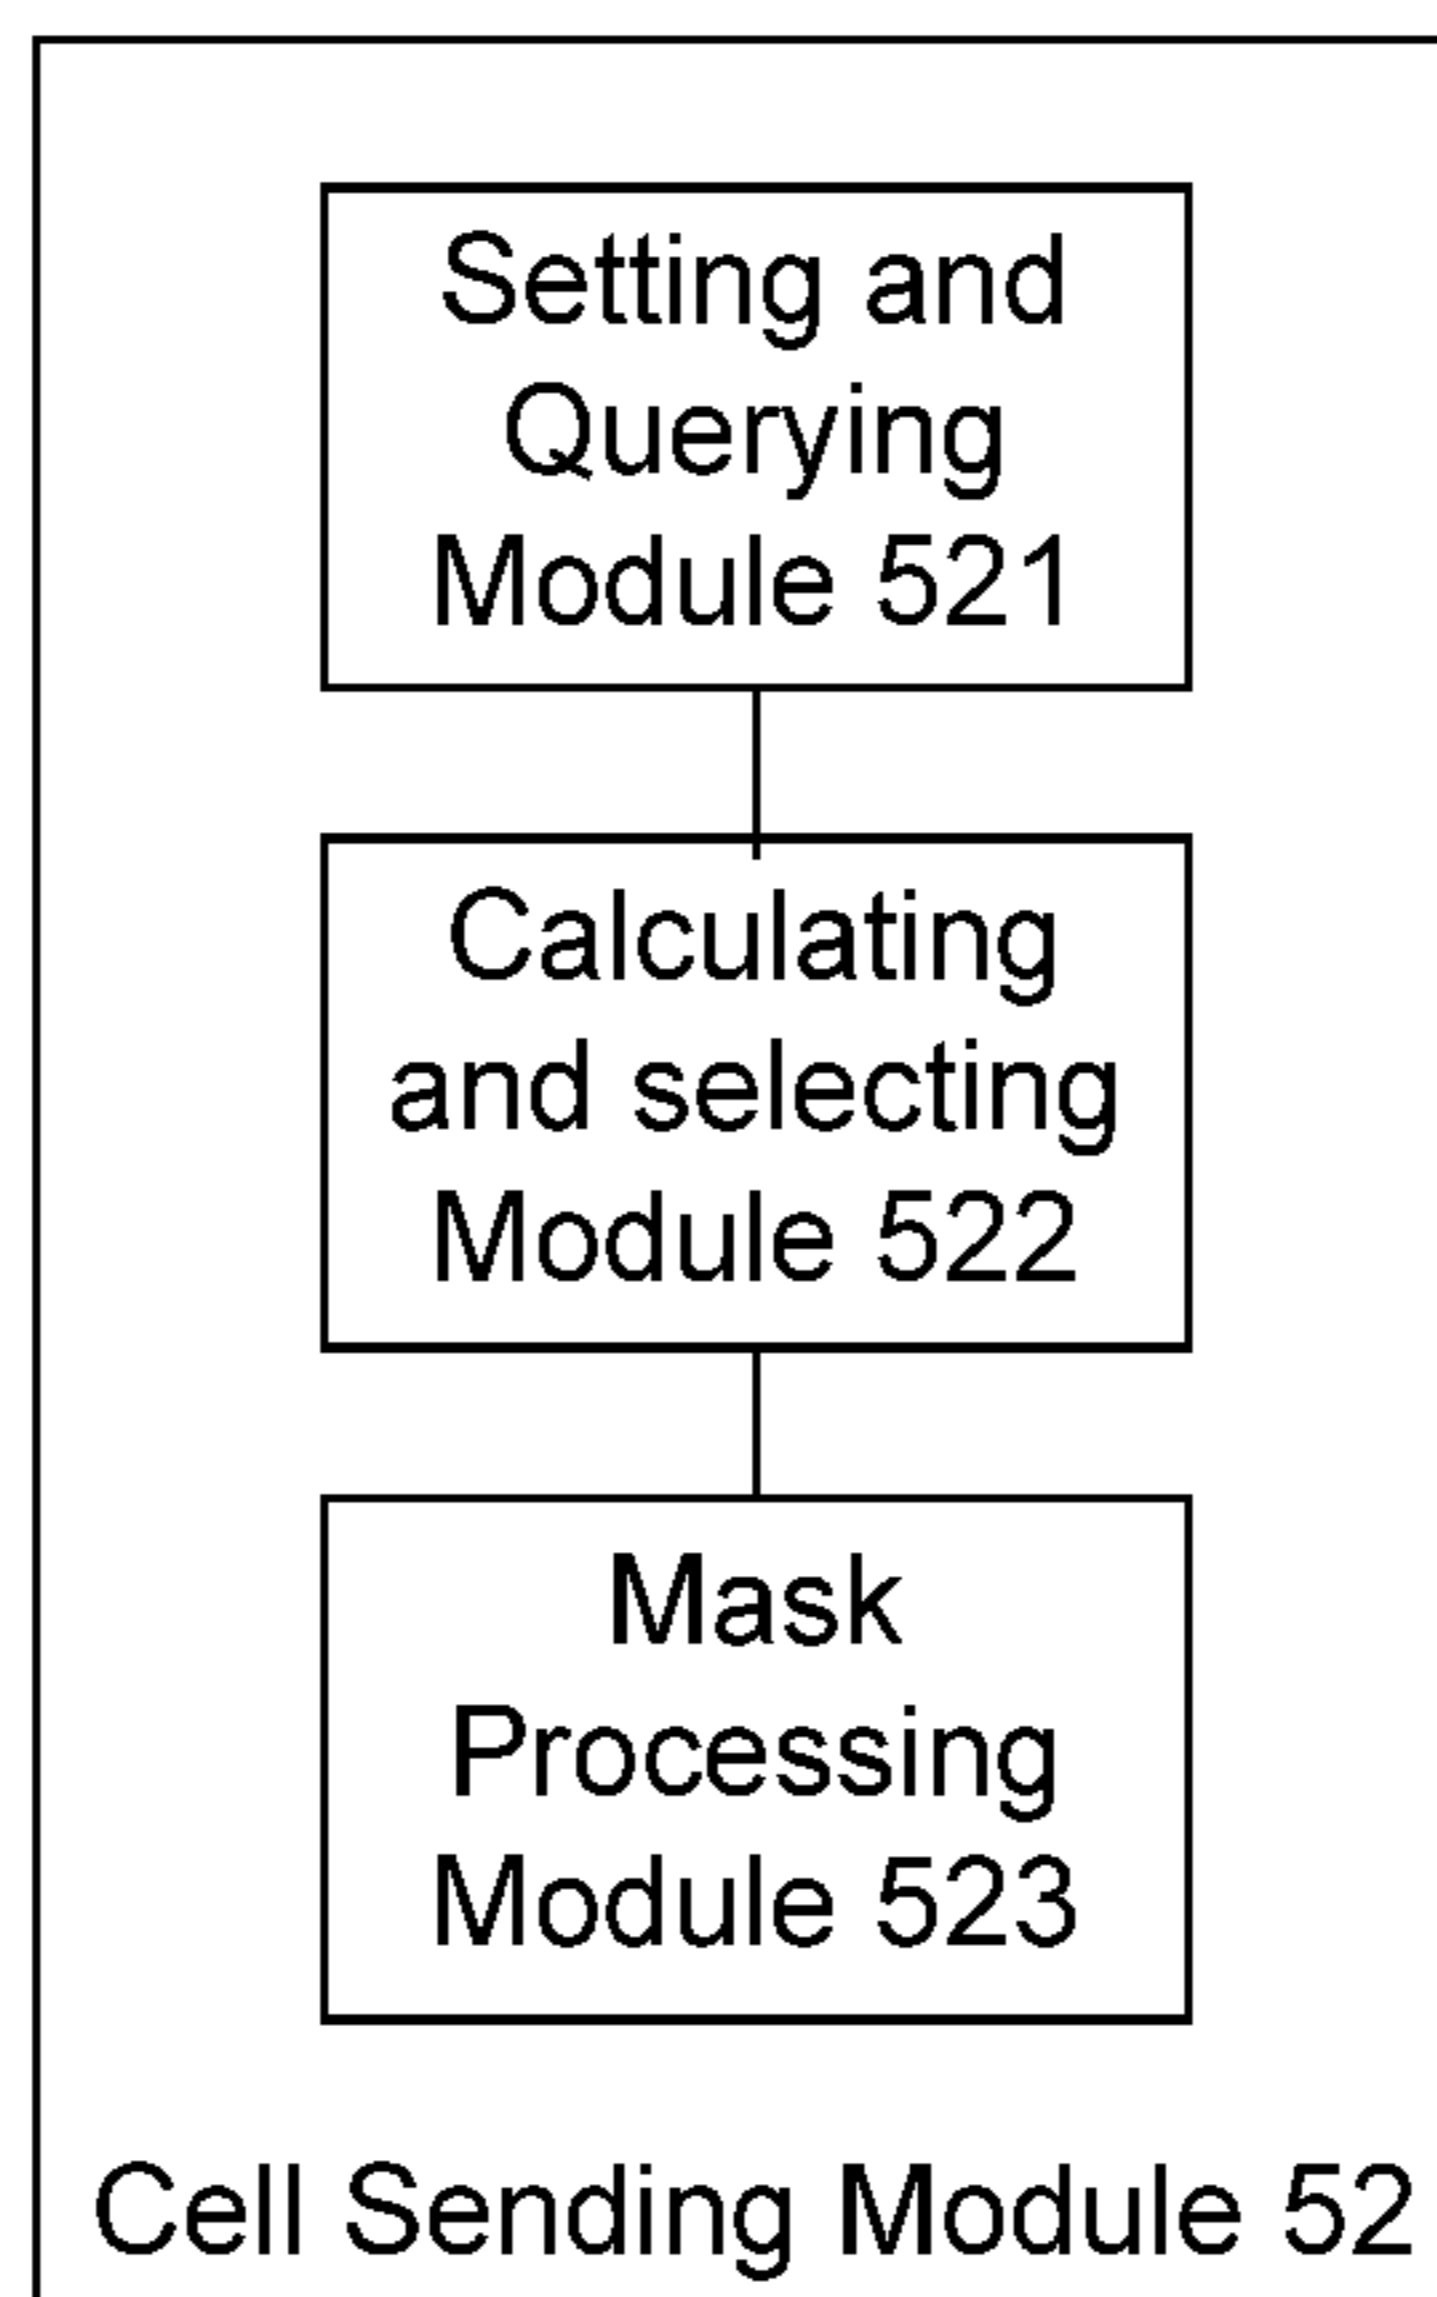 Setting and
Querying
Module 521
Calculating
and selecting
Module 522
Mask
Processing
Module 523
Cell Sending Module 52